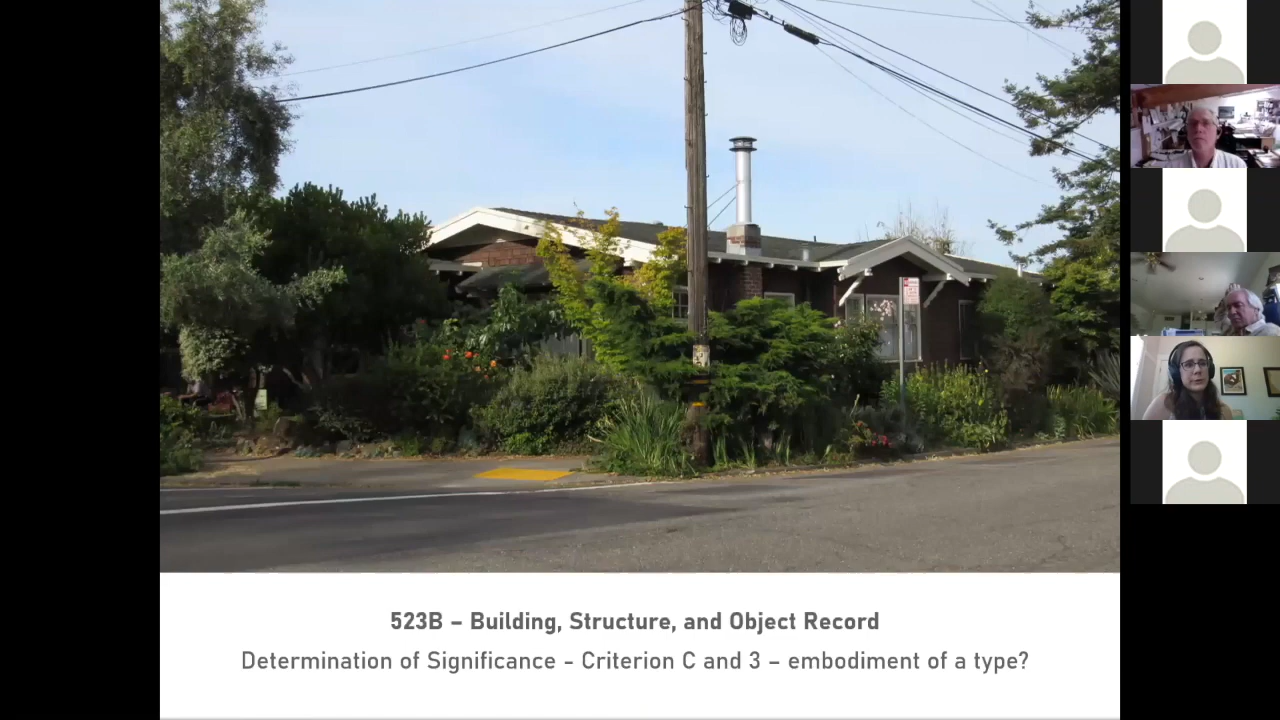 523B – Building, Structure, and Object Record
Determination of Significance - Criterion C and 3 – embodiment of a type?